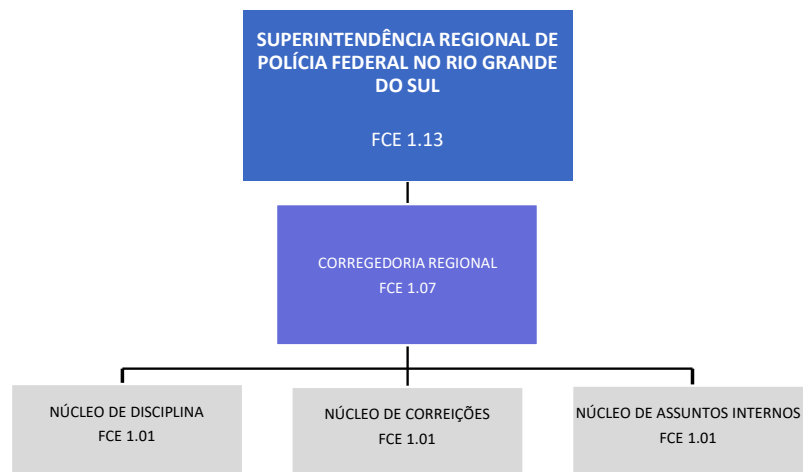 SUPERINTENDÊNCIA REGIONAL DE
POLÍCIA FEDERAL NO RIO GRANDE
DO SUL
FCE 1.13
CORREGEDORIA REGIONAL
FCE 1.07
NÚCLEO DE DISCIPLINA
FCE 1.01
NÚCLEO DE CORREIÇÕES
FCE 1.01
NÚCLEO DE ASSUNTOS INTERNOS
FCE 1.01